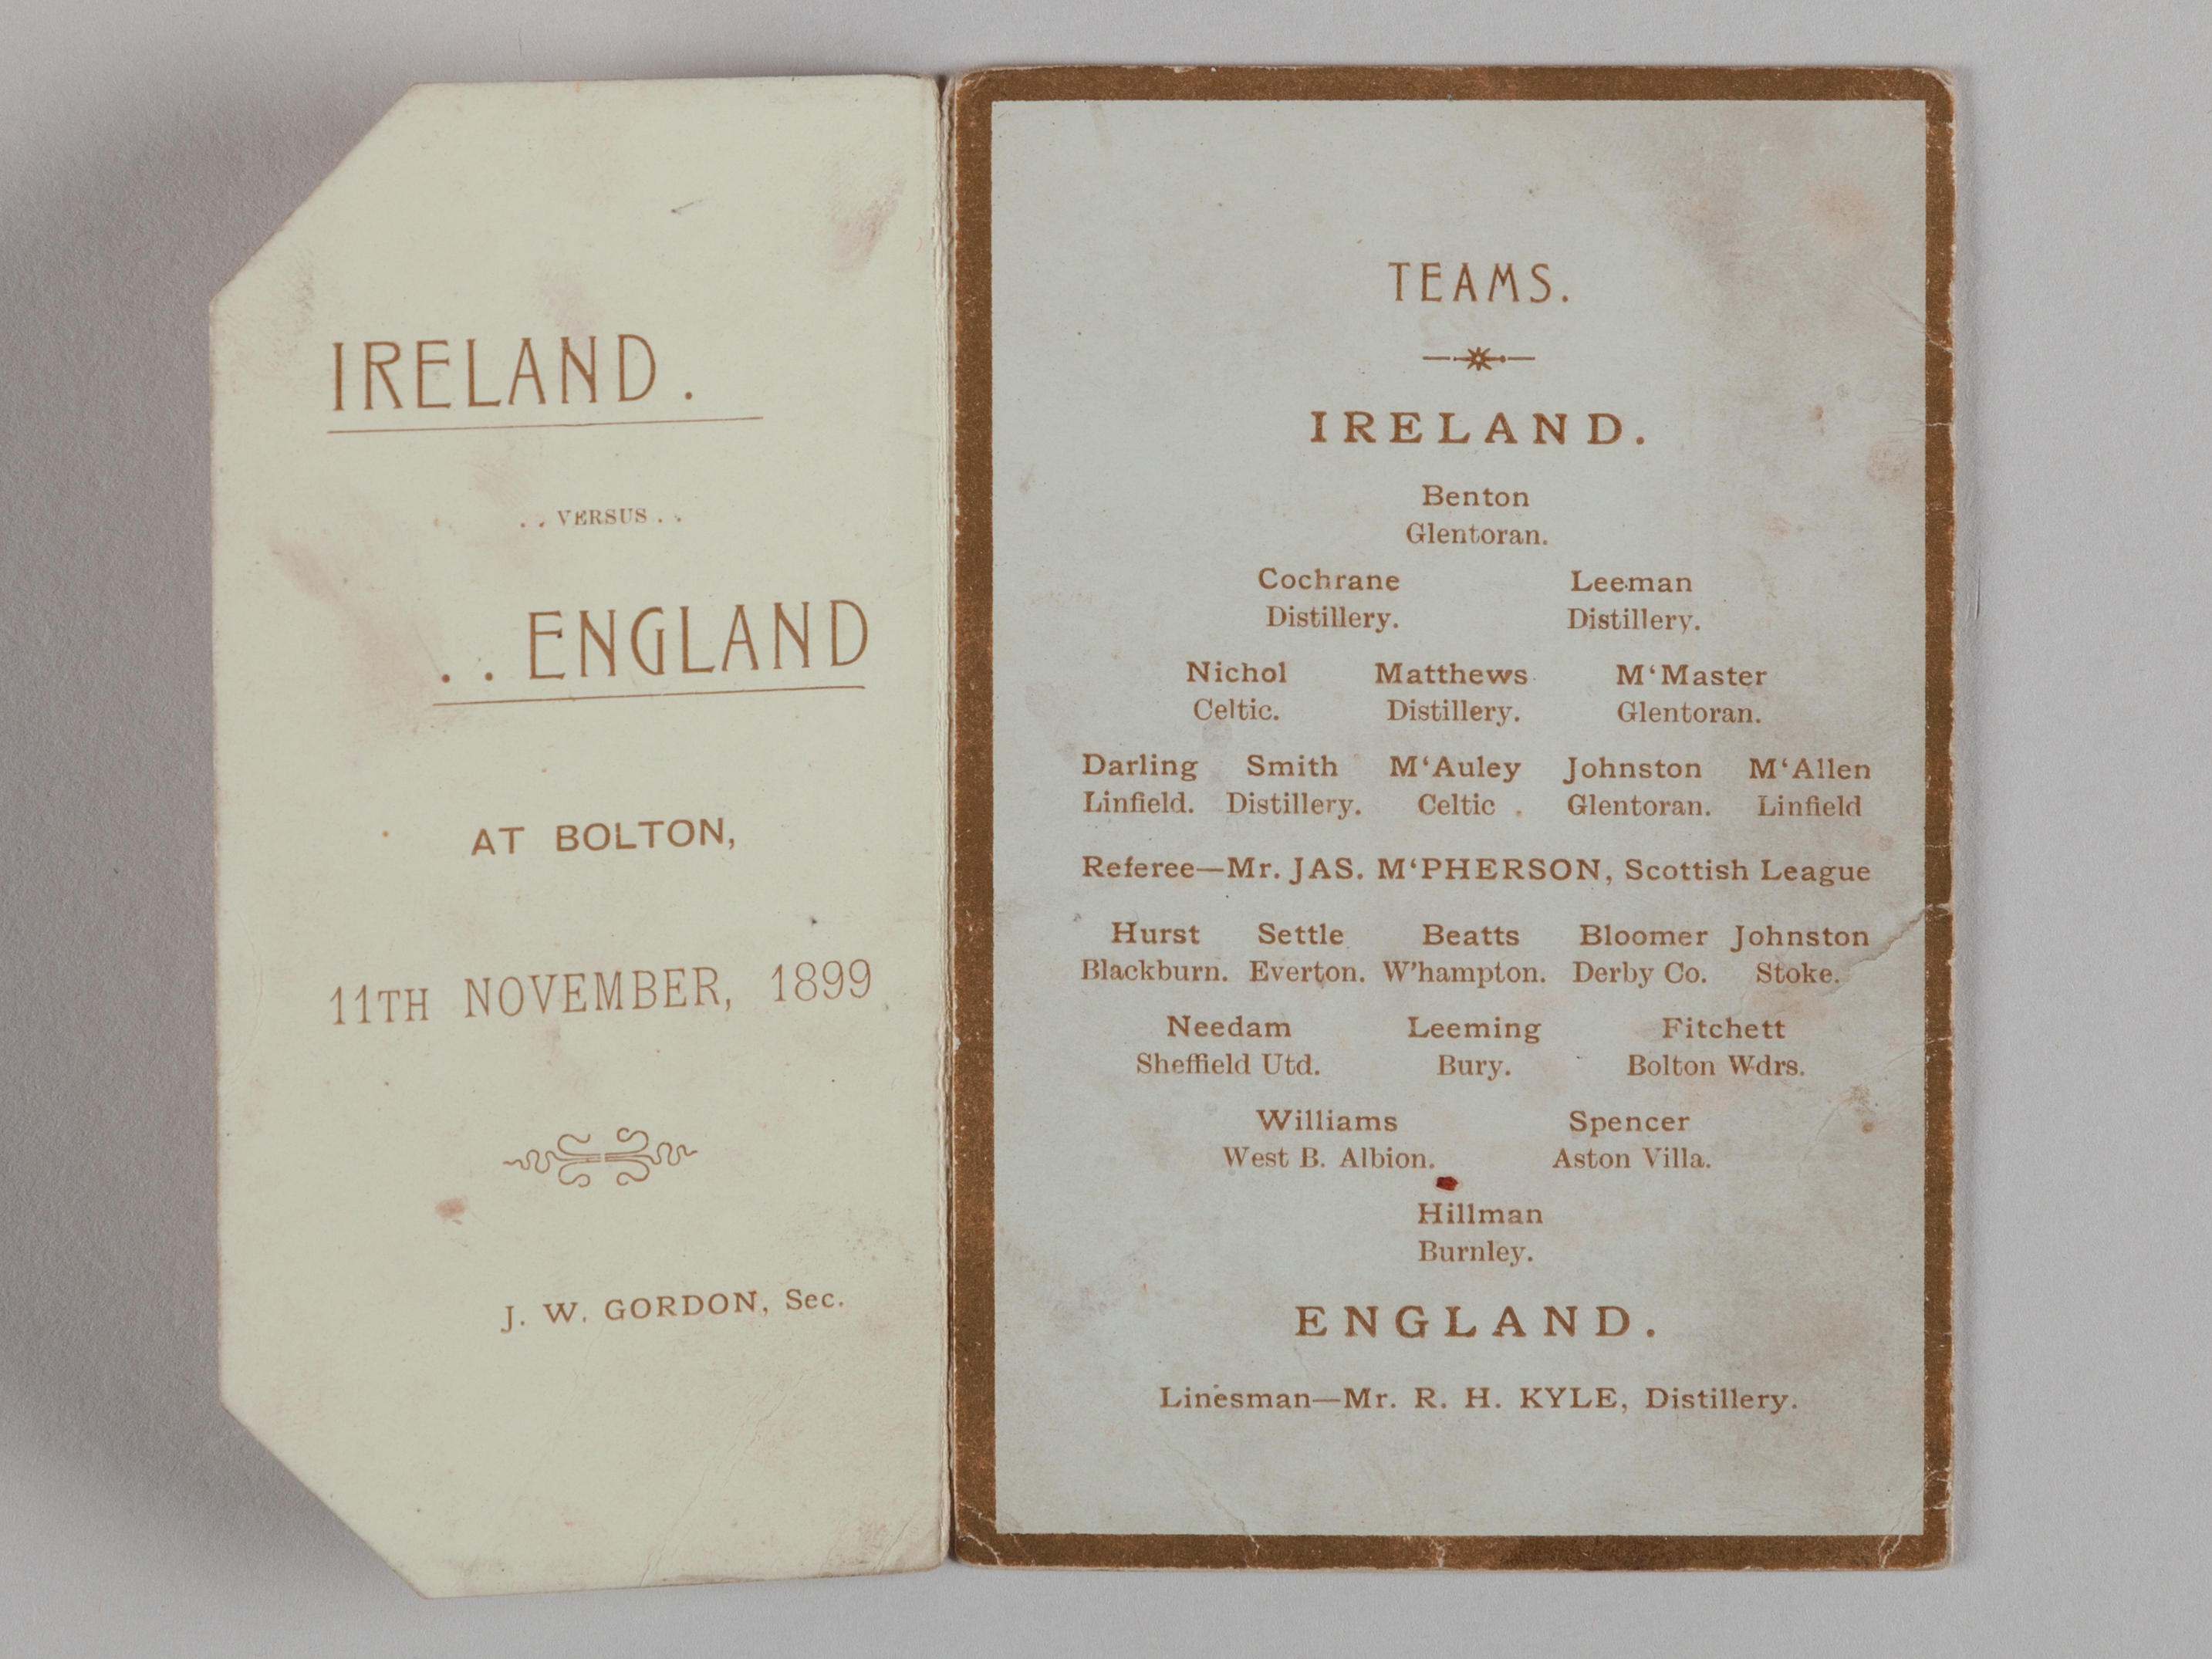 IRELAND.
. . VERSUS . .
. . ENGLAND
AT BOLTON,
11TH NOVEMBER, 1899
J. W. GORDON, Sec.
TEAMS.
IRELAND.
Benton
Glentoran.
Cochrane Leeman
Distillery. Distillery.
Nichol Matthews M‘Master
Celtic. Distillery. Glentoran.
Darling Smith M‘Auley Johnston M‘Allen
Linfield. Distillery. Celtic . Glentoran. Linfield
Referee—Mr. JAS. M‘PHERSON, Scottish League
Hurst Settle Beatts Bloomer Johnston
Blackburn. Everton. W’hampton. Derby Co. Stoke.
Needam Leeming Fitchett
Sheffield Utd. Bury. Bolton Wdrs.
Williams Spencer
West B. Albion. Aston Villa.
Hillman
Burnley.
ENGLAND.
Linesman—Mr. R. H. KYLE, Distillery.